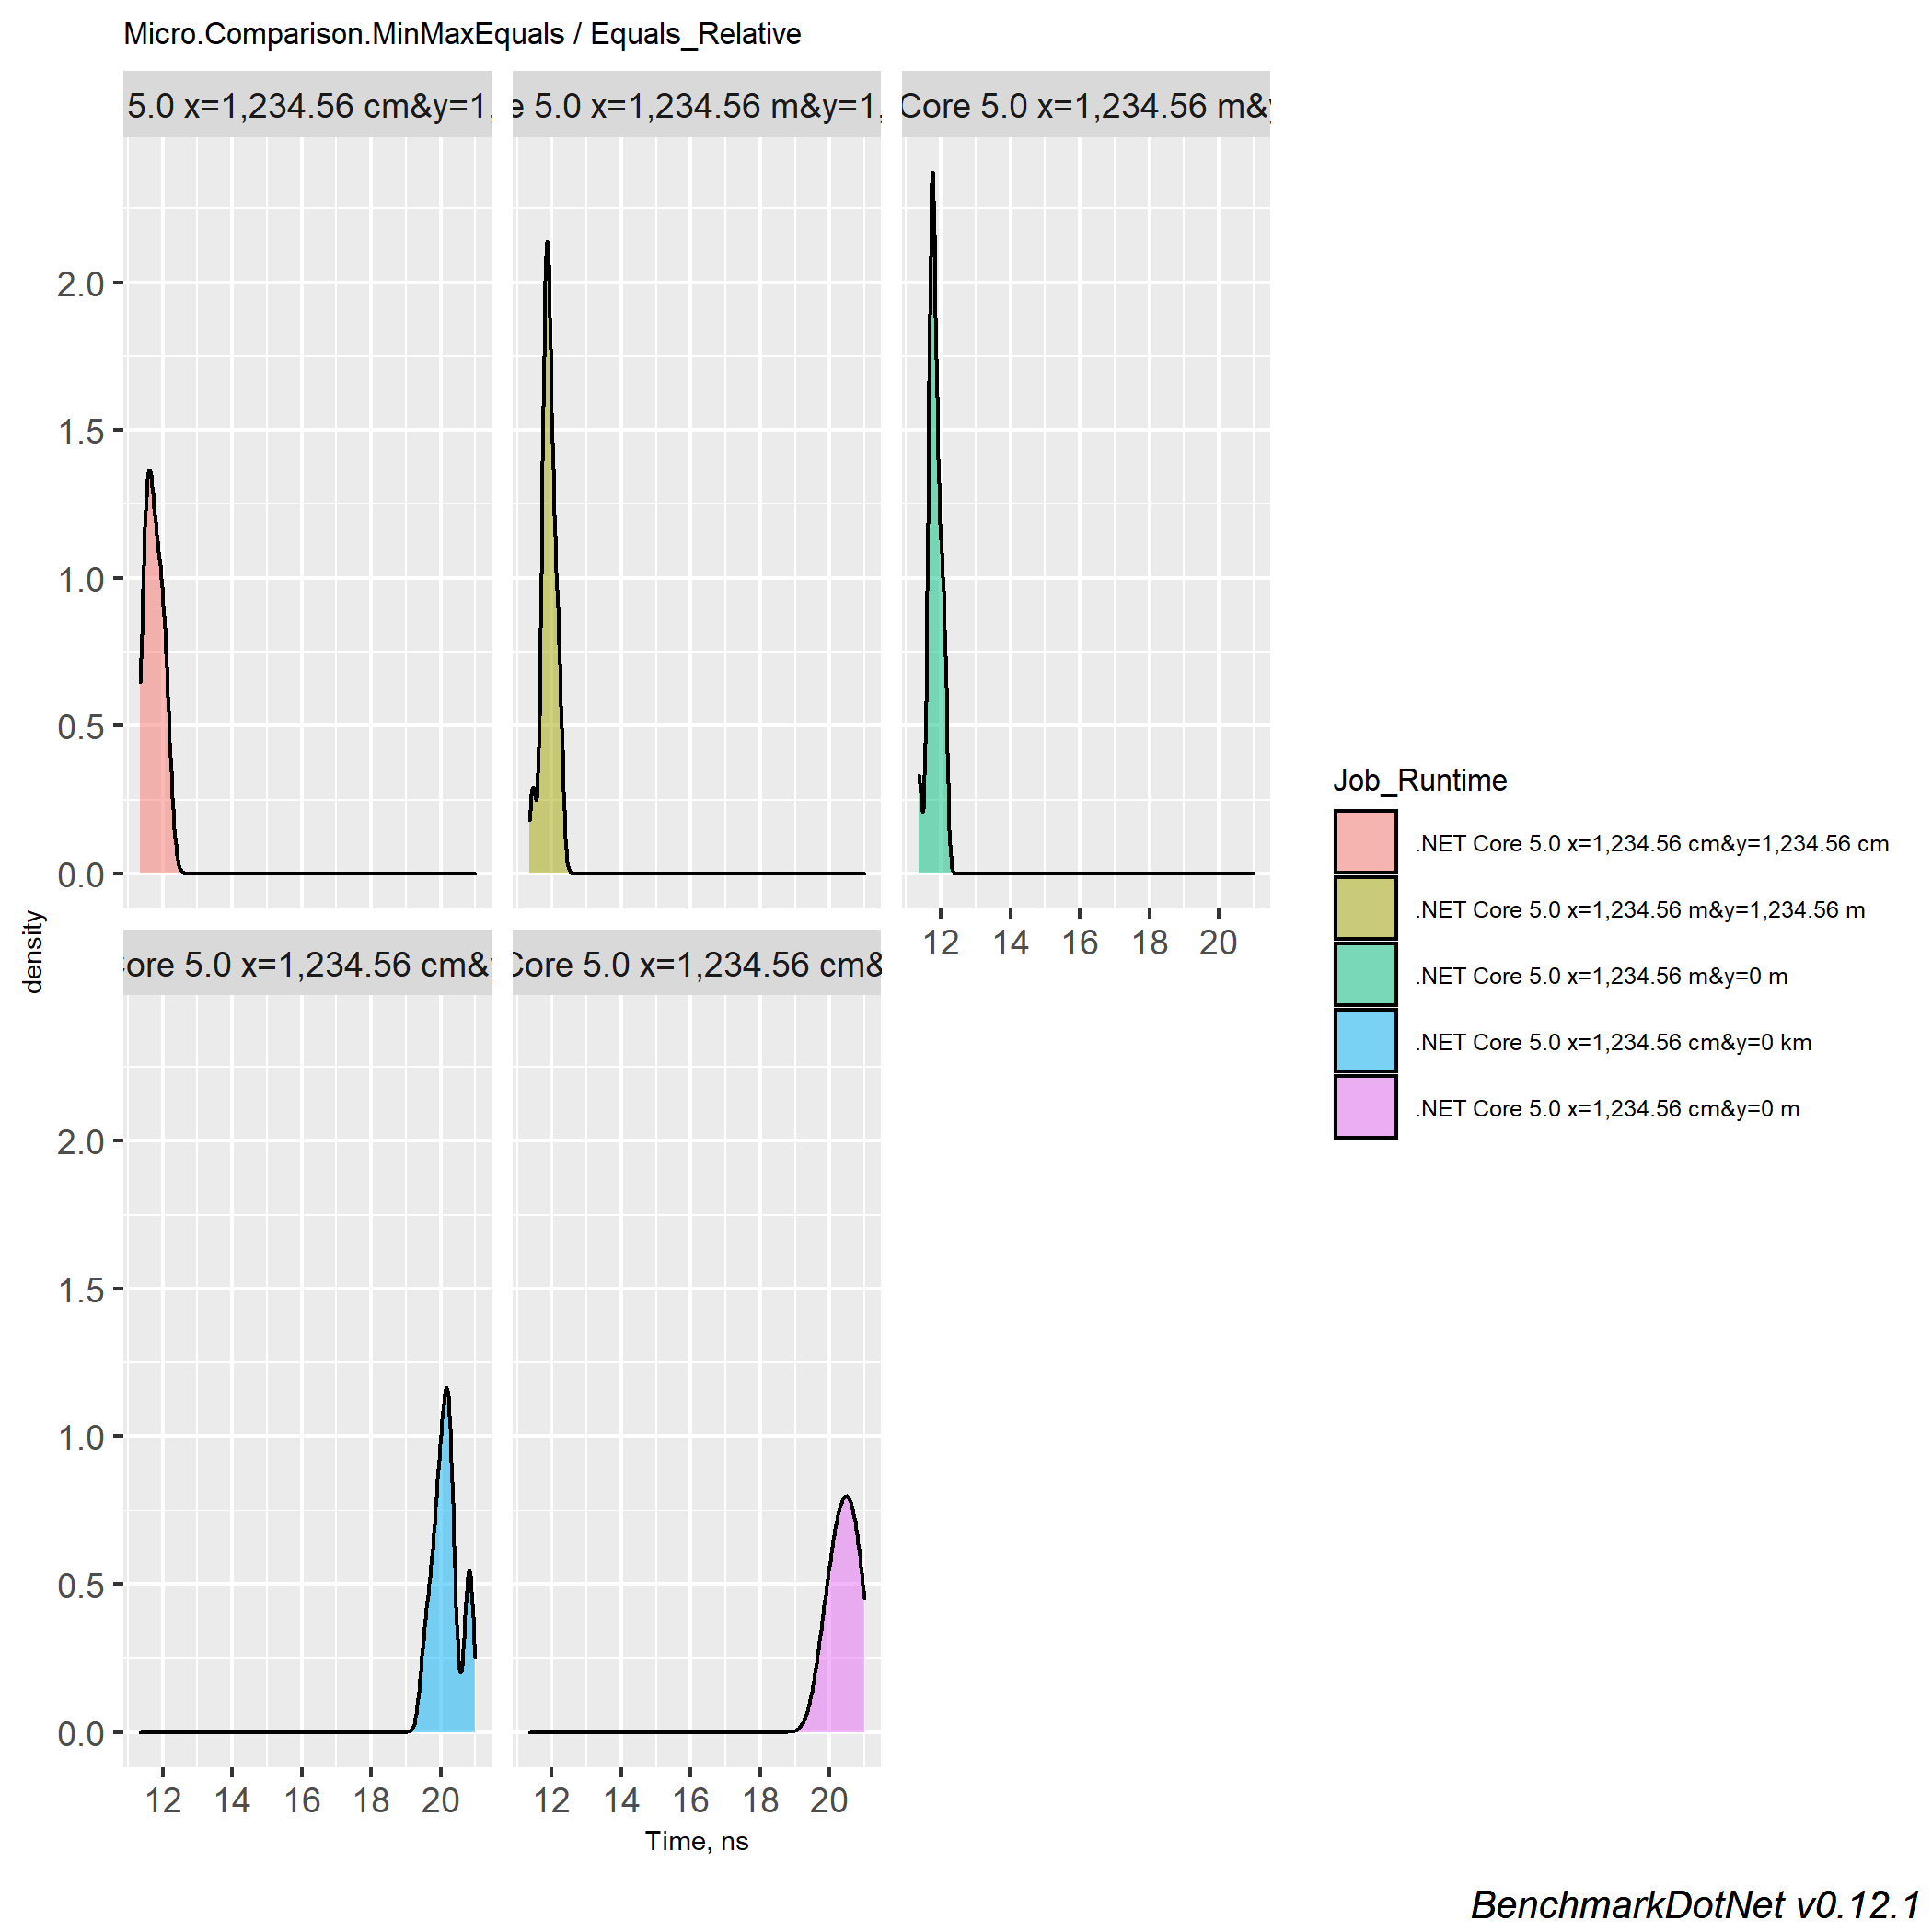 Micro.Comparison.MinMaxEquals / Equals_Relative
5.0 x=1,234.56 cm&y=1,
e 5.0 x=1,234.56 m&y=1,
Core 5.0 x=1,234.56 m&y
2.0
1.5
1.0
0.5
0.0
12 14 16 18 20
density
Core 5.0 x=1,234.56 cm&y
Core 5.0 x=1,234.56 cm&
2.0
1.5
1.0
0.5
0.0
12 14 16 18 20
12 14 16 18 20
Time, ns
Job_Runtime
.NET Core 5.0 x=1,234.56 cm&y=1,234.56 cm
.NET Core 5.0 x=1,234.56 m&y=1,234.56 m
.NET Core 5.0 x=1,234.56 m&y=0 m
.NET Core 5.0 x=1,234.56 cm&y=0 km
.NET Core 5.0 x=1,234.56 cm&y=0 m
BenchmarkDotNet v0.12.1